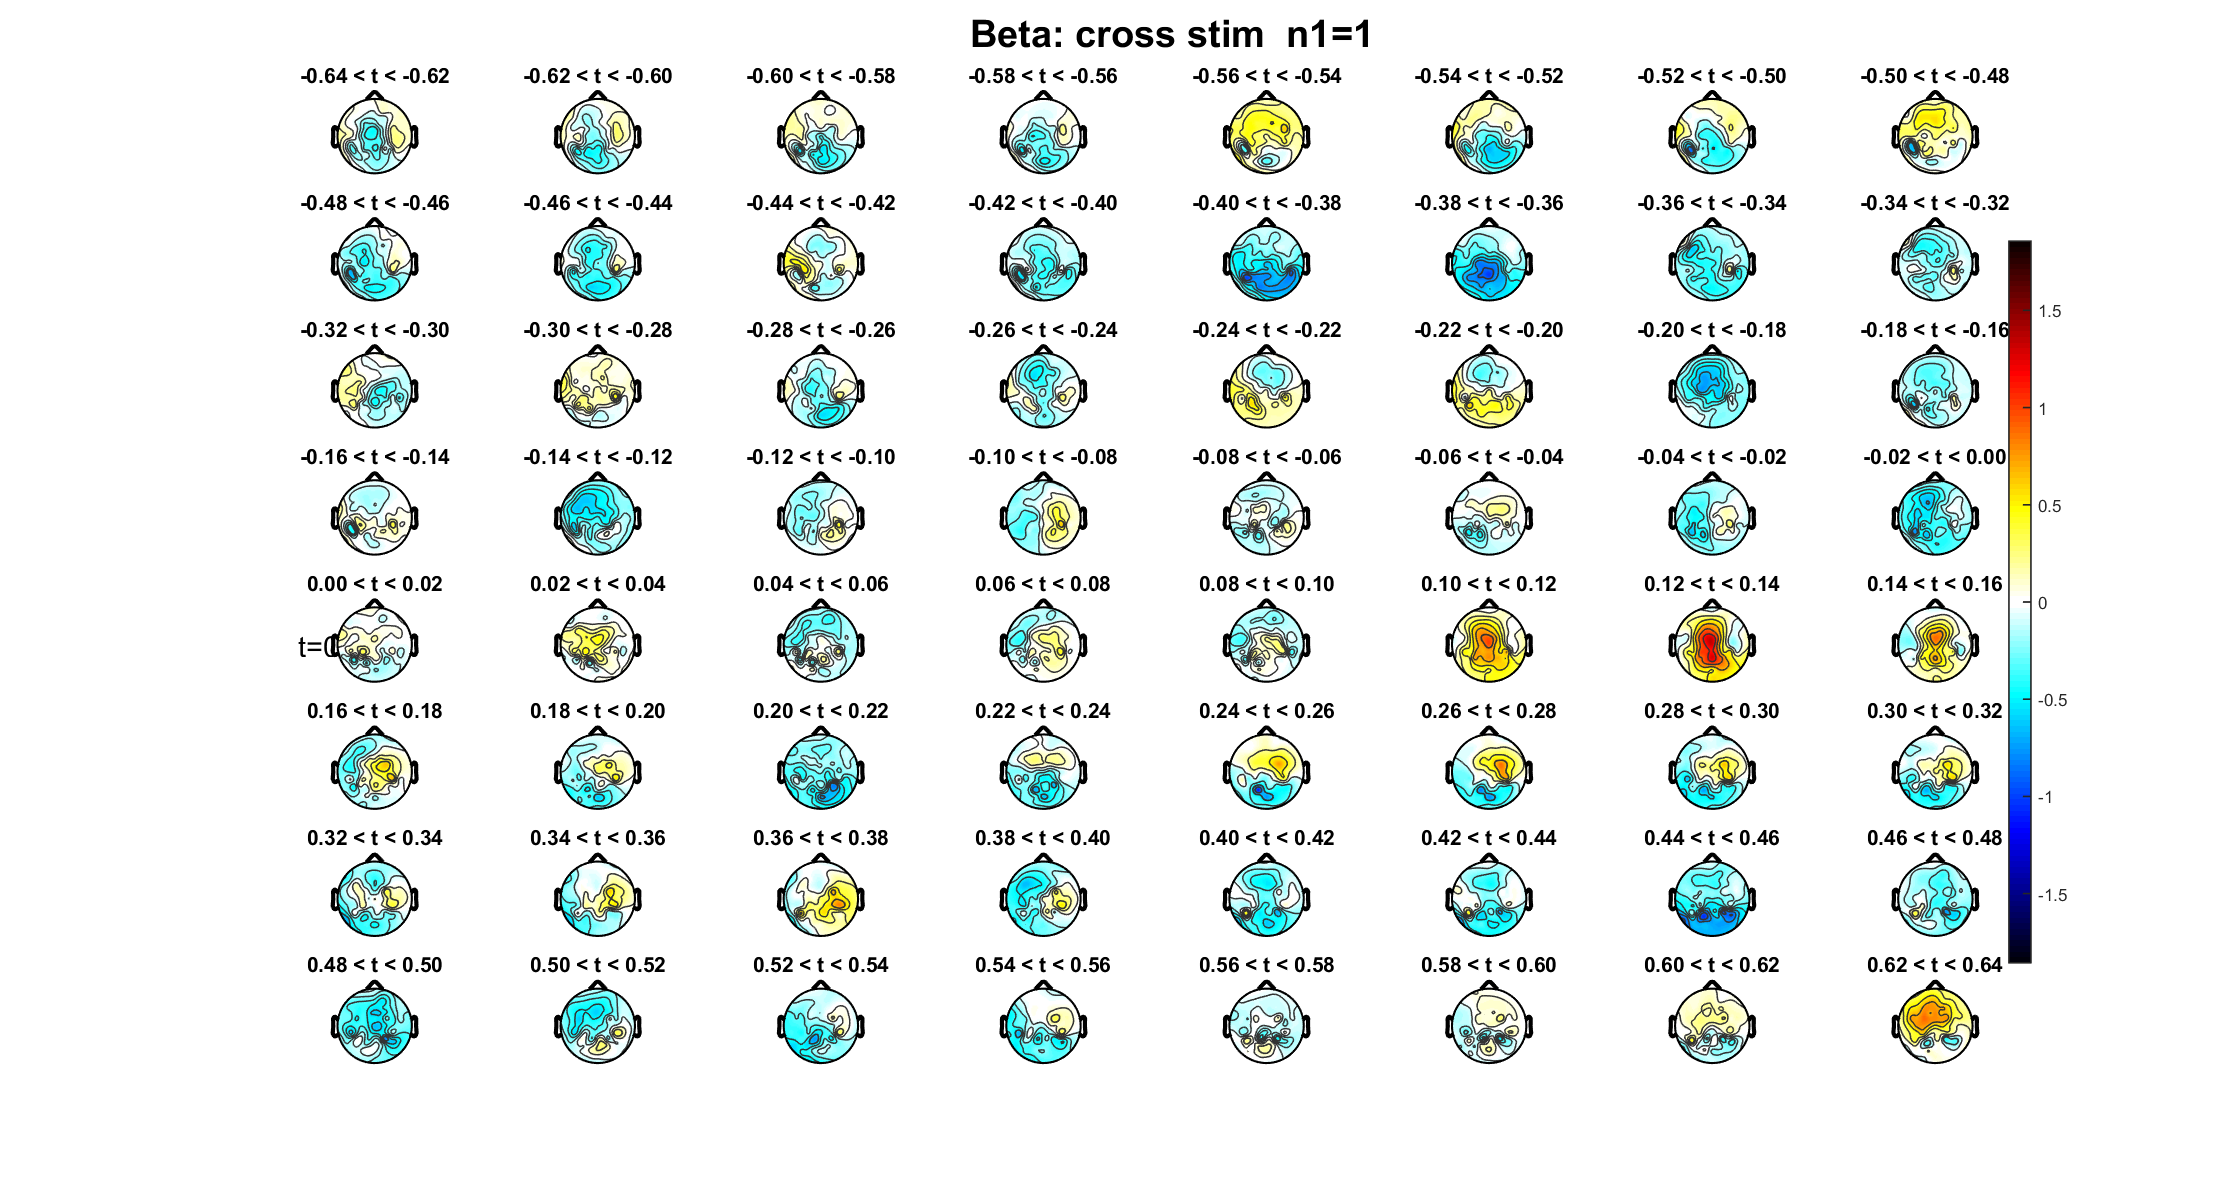 Beta: cross stim  n1=1
-0.64 < t < -0.62 -0.62 < t < -0.60 -0.60 < t < -0.58 -0.58 < t < -0.56 -0.56 < t < -0.54 -0.54 < t < -0.52 -0.52 < t < -0.50 -0.50 < t < -0.48
-0.48 < t < -0.46 -0.46 < t < -0.44 -0.44 < t < -0.42 -0.42 < t < -0.40 -0.40 < t < -0.38 -0.38 < t < -0.36 -0.36 < t < -0.34 -0.34 < t < -0.32
-0.32 < t < -0.30 -0.30 < t < -0.28 -0.28 < t < -0.26 -0.26 < t < -0.24 -0.24 < t < -0.22 -0.22 < t < -0.20 -0.20 < t < -0.18 -0.18 < t < -0.16
-0.16 < t < -0.14 -0.14 < t < -0.12 -0.12 < t < -0.10 -0.10 < t < -0.08 -0.08 < t < -0.06 -0.06 < t < -0.04 -0.04 < t < -0.02 -0.02 < t < 0.00
0.00 < t < 0.02 0.02 < t < 0.04 0.04 < t < 0.06 0.06 < t < 0.08 0.08 < t < 0.10 0.10 < t < 0.12 0.12 < t < 0.14 0.14 < t < 0.16
t=0
0.16 < t < 0.18 0.18 < t < 0.20 0.20 < t < 0.22 0.22 < t < 0.24 0.24 < t < 0.26 0.26 < t < 0.28 0.28 < t < 0.30 0.30 < t < 0.32
0.32 < t < 0.34 0.34 < t < 0.36 0.36 < t < 0.38 0.38 < t < 0.40 0.40 < t < 0.42 0.42 < t < 0.44 0.44 < t < 0.46 0.46 < t < 0.48
0.48 < t < 0.50 0.50 < t < 0.52 0.52 < t < 0.54 0.54 < t < 0.56 0.56 < t < 0.58 0.58 < t < 0.60 0.60 < t < 0.62 0.62 < t < 0.64
1.5
1
0.5
0
-0.5
-1
-1.5